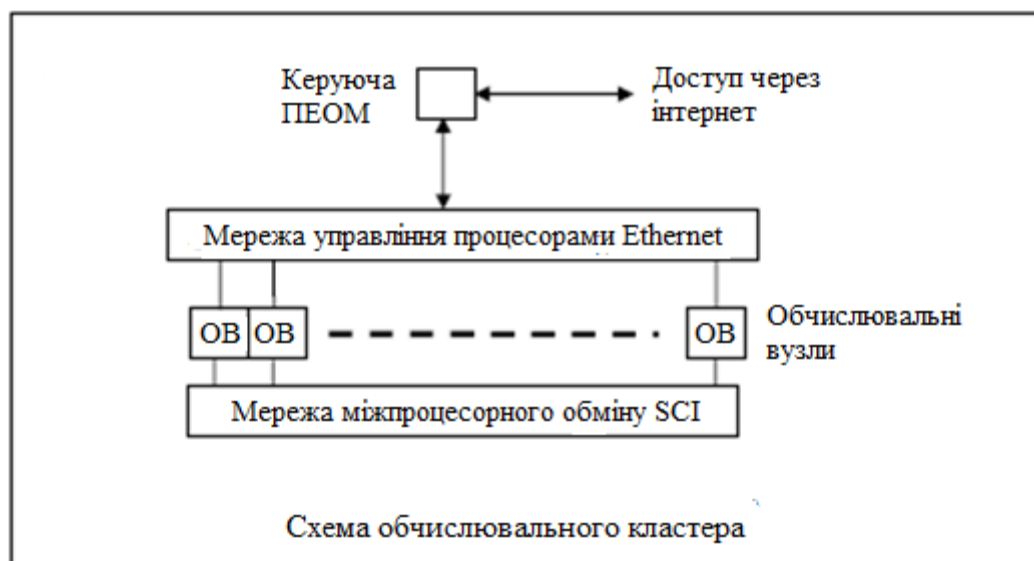 Керуюча
ПЕОМ
Доступ через
інтернет
Мережа управління процесорами Ethernet
ОВ ОВ ОВ
Обчислювальні
вузли
Мережа міжпроцесорного обміну SCI
Схема обчислювального кластера